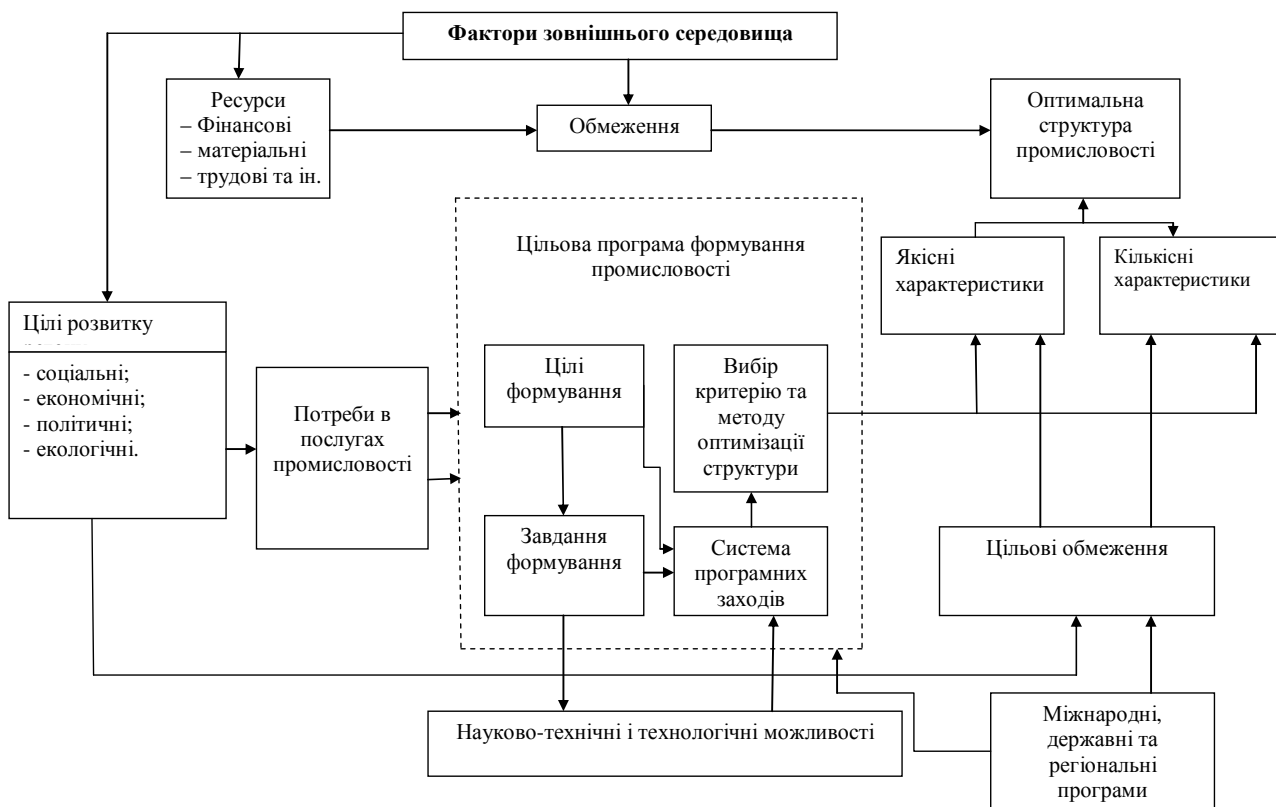 Фактори зовнішнього середовища
Ресурси
– Фінансові
– матеріальні
– трудові та ін.
Обмеження
Оптимальна
структура
промисловості
Цільова програма формування
промисловості
Якісні
характеристики
Кількісні
характеристики
Цілі розвитку
- соціальні;
- економічні;
- політичні;
- екологічні.
Потреби в
послугах
промисловості
Цілі
формування
Вибір
критерію та
методу
оптимізації
структури
Завдання
формування
Система
програмних
заходів
Цільові обмеження
Науково-технічні і технологічні можливості
Міжнародні,
державні та
регіональні
програми